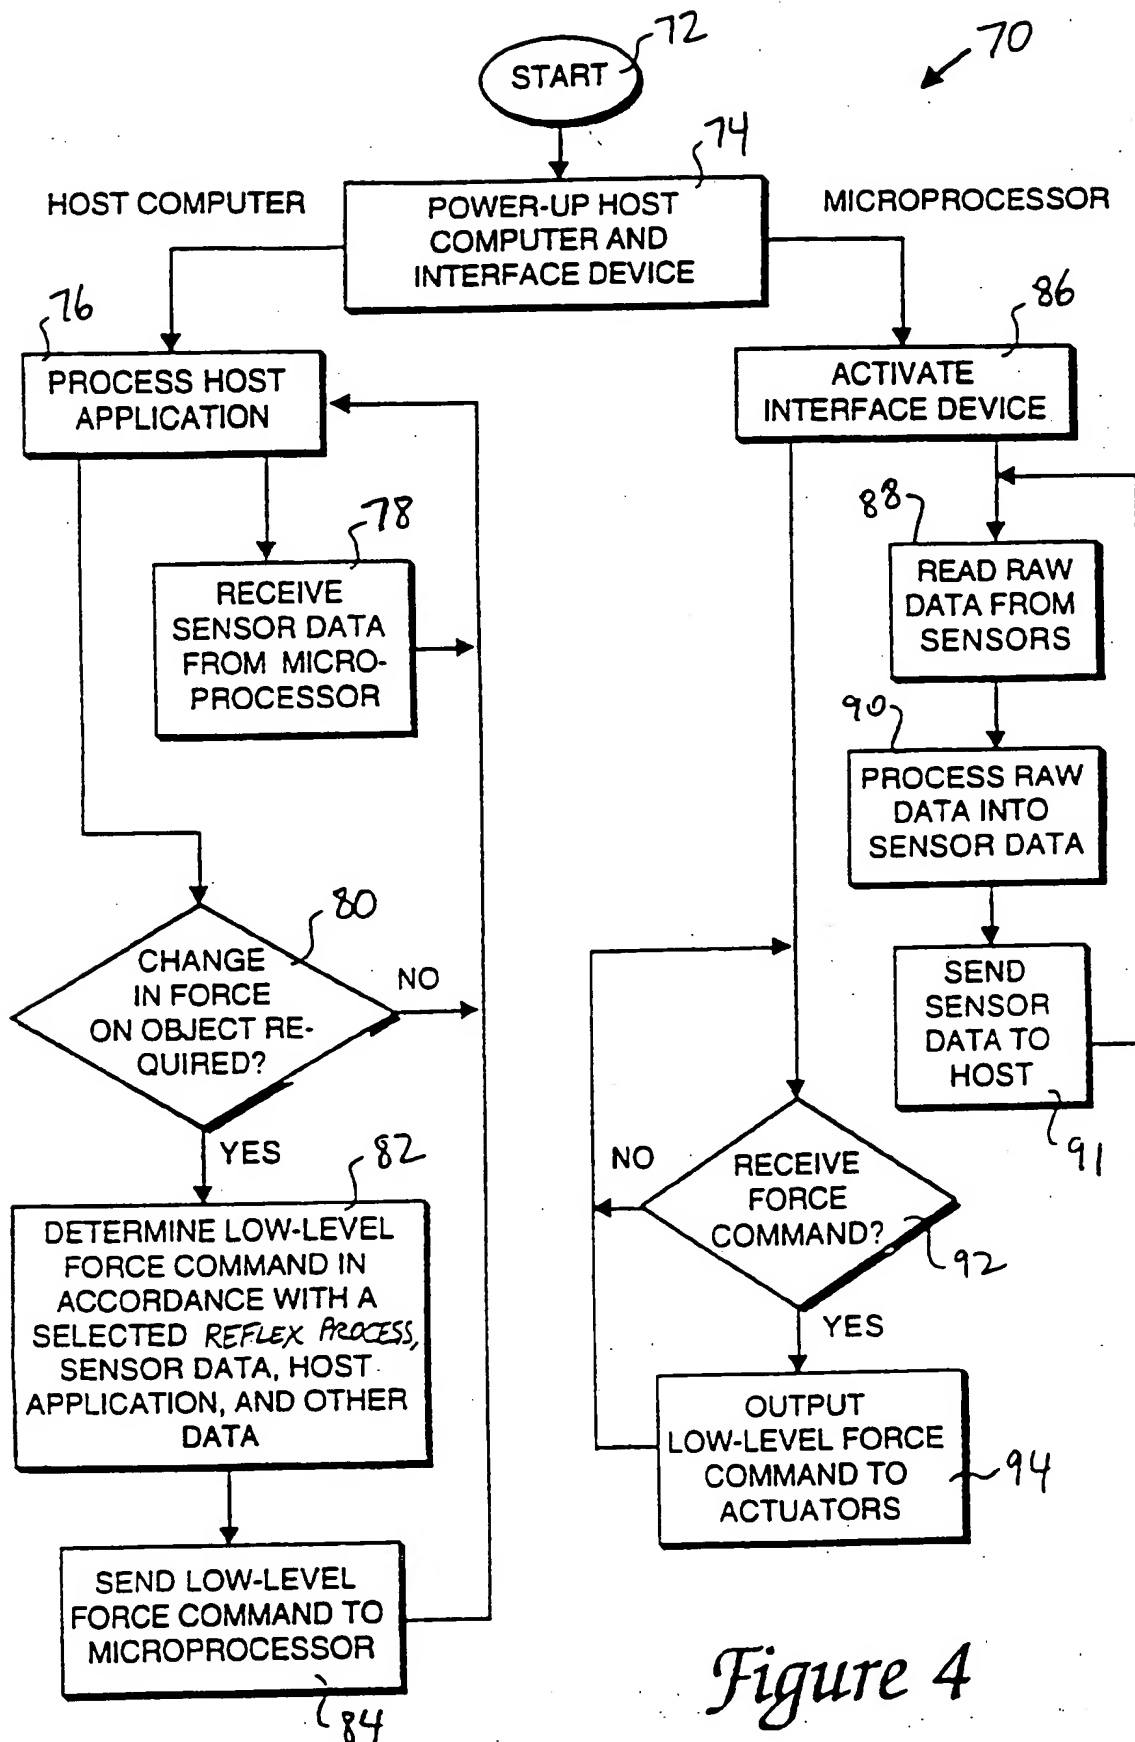 72
70
START
74
HOST COMPUTER
MICROPROCESSOR
POWER-UP HOST
COMPUTER AND
INTERFACE DEVICE
76
PROCESS HOST
APPLICATION
86
ACTIVATE
INTERFACE DEVICE
78
RECEIVE
SENSOR DATA
FROM MICRO-
PROCESSOR
88
READ RAW
DATA FROM
SENSORS
90
PROCESS RAW
DATA INTO
SENSOR DATA
80
CHANGE
IN FORCE
ON OBJECT RE-
QUIRED?
NO
YES
SEND
SENSOR
DATA TO
HOST
91
82
DETERMINE LOW-LEVEL
FORCE COMMAND IN
ACCORDANCE WITH A
SELECTED REFLEX PROCESS,
SENSOR DATA, HOST
APPLICATION, AND OTHER
DATA
NO
RECEIVE
FORCE
COMMAND?
92
YES
OUTPUT
LOW-LEVEL FORCE
COMMAND TO
ACTUATORS
94
SEND LOW-LEVEL
FORCE COMMAND TO
MICROPROCESSOR
84
Figure 4